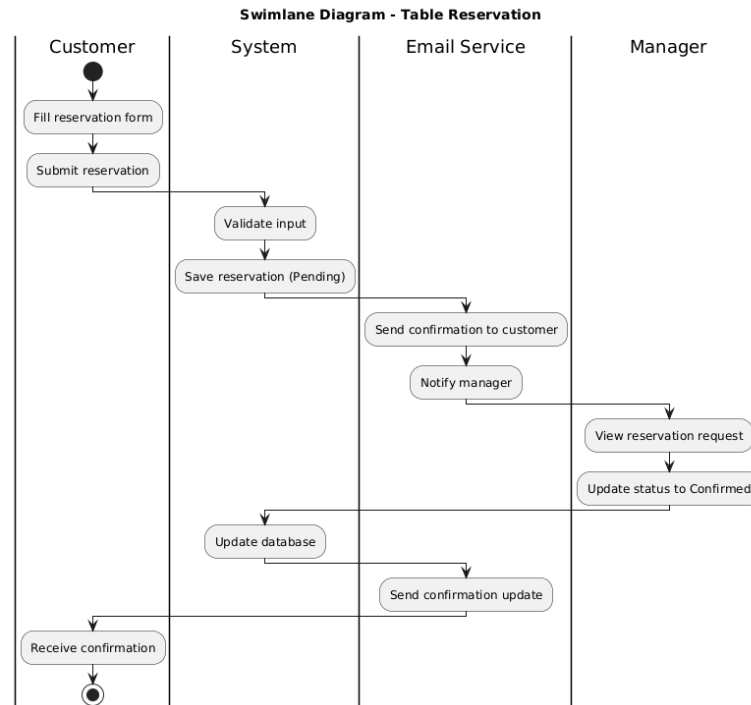 Swimlane Diagram - Table Reservation
Customer
System
Email Service
Manager
Fill reservation form
Submit reservation
Validate input
Save reservation (Pending)
Send confirmation to customer
Notify manager
View reservation request
Update status to Confirmed
Update database
Send confirmation update
Receive confirmation